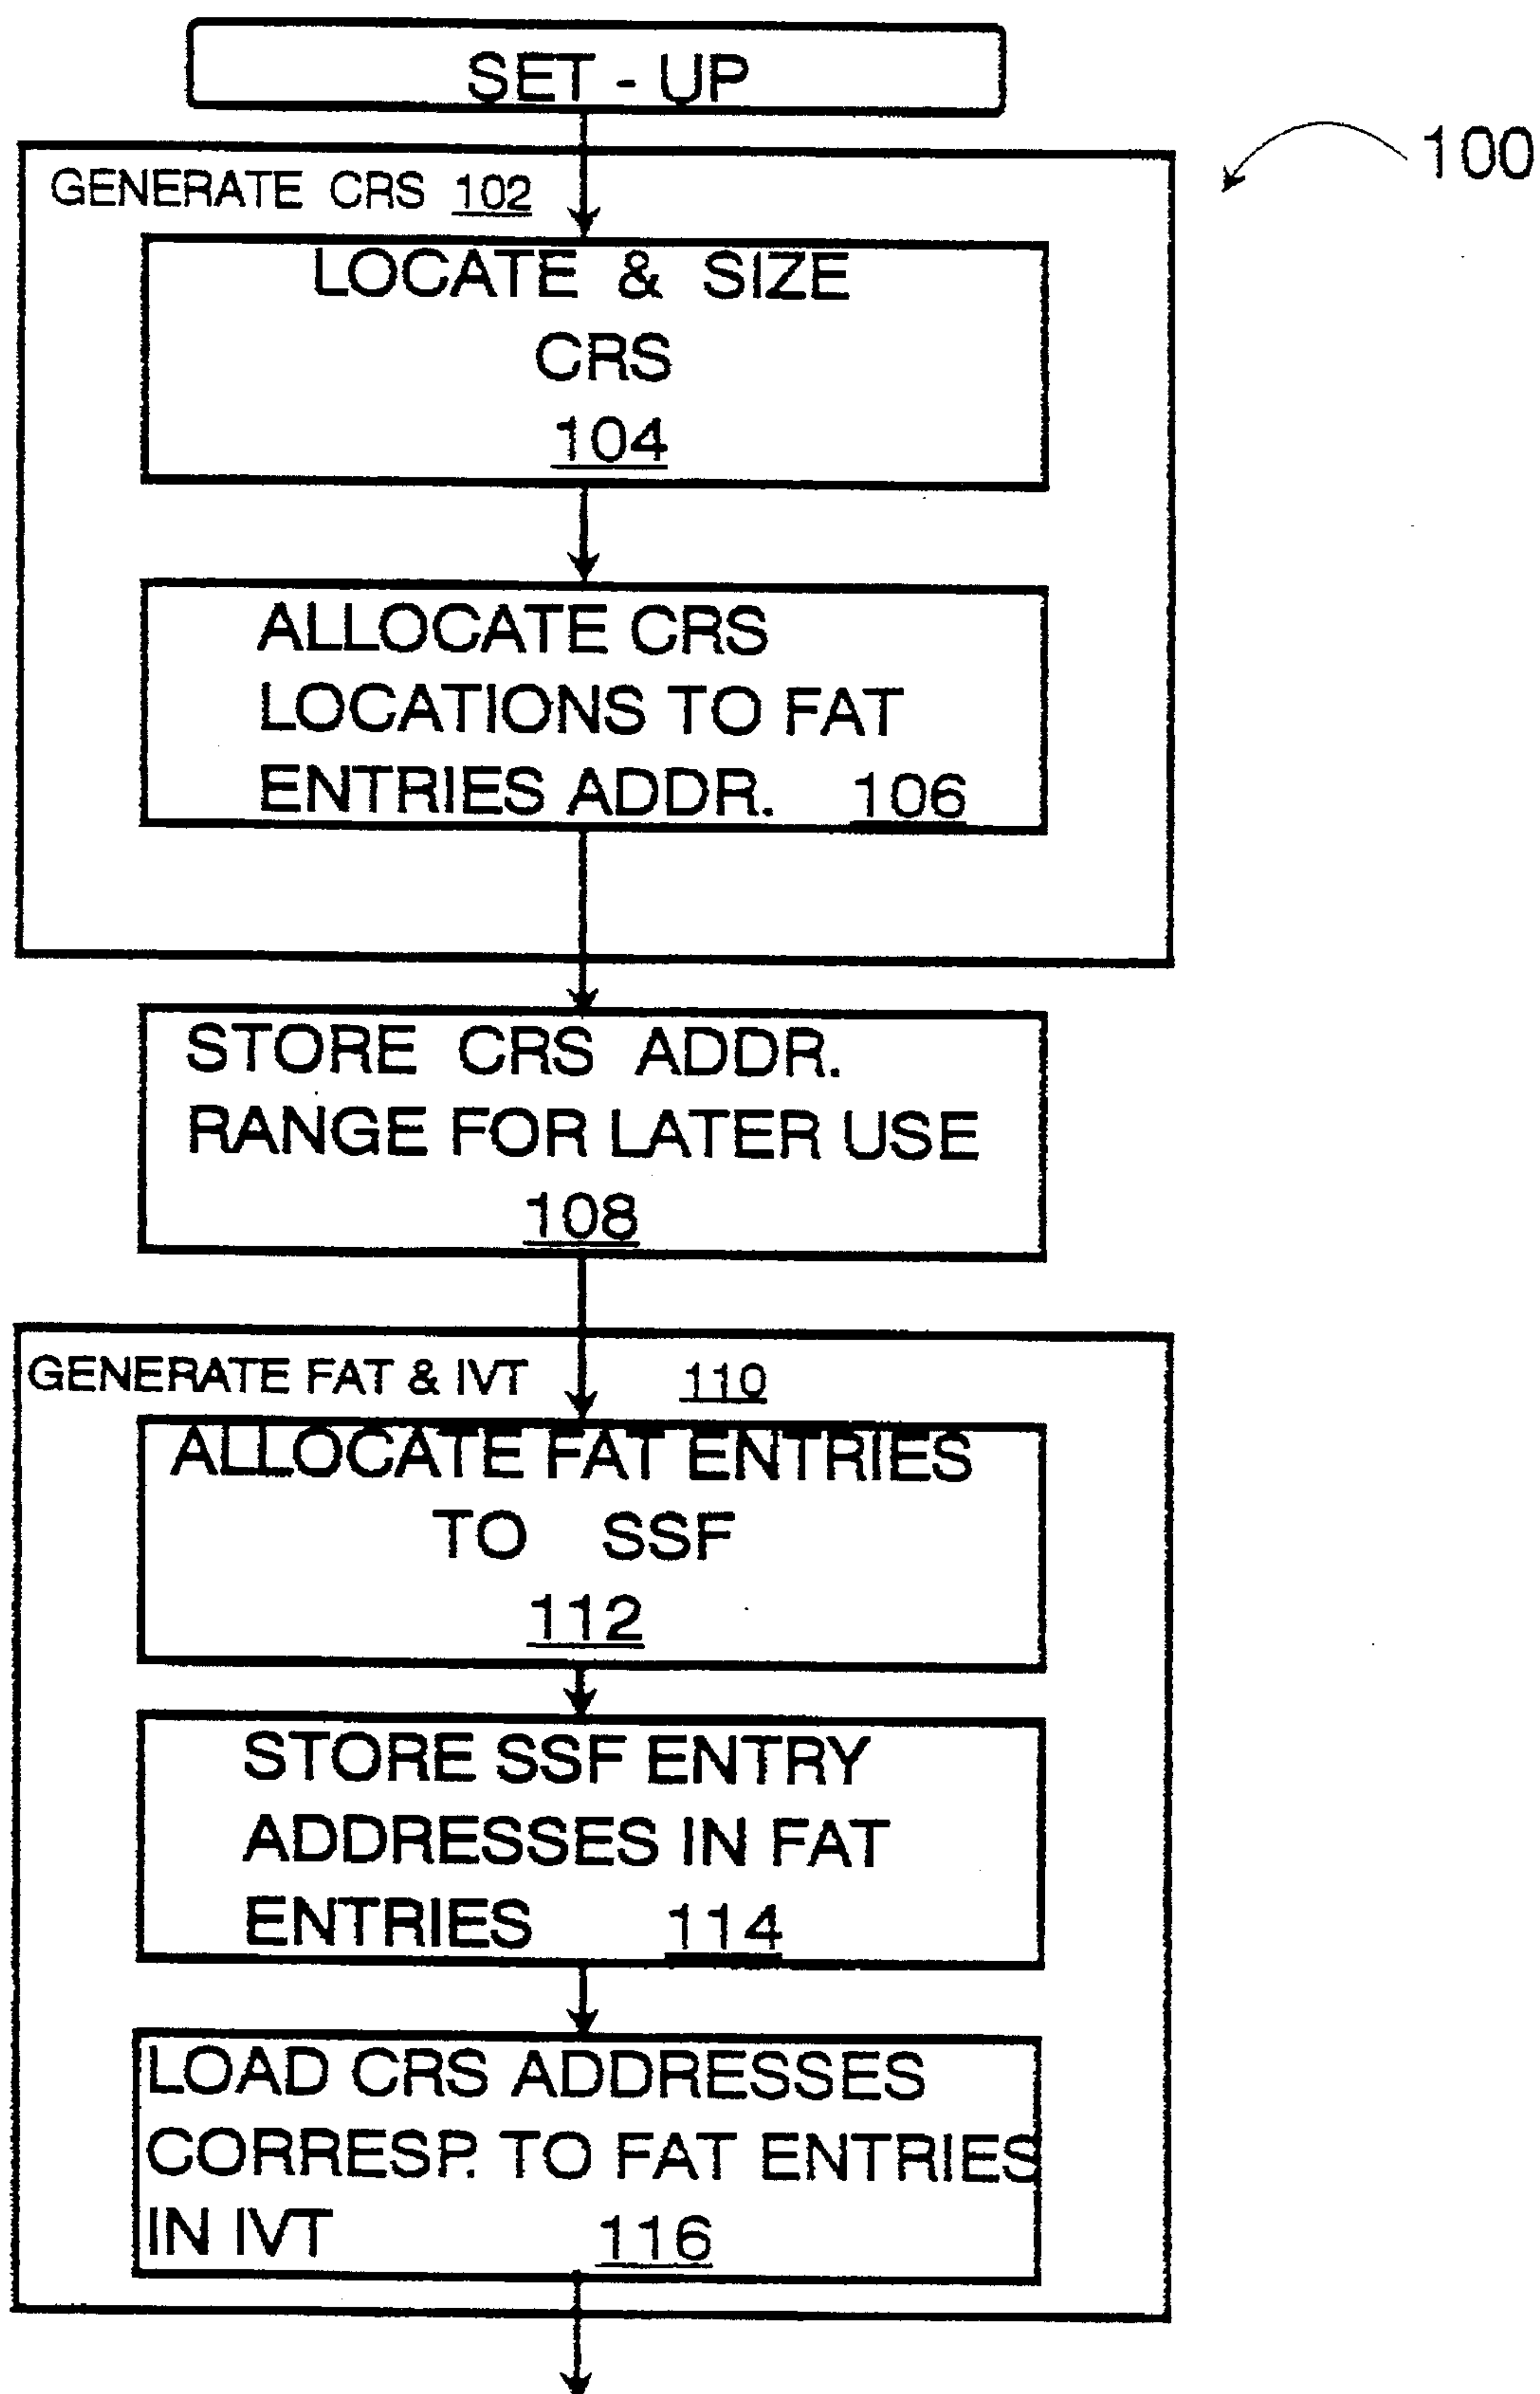 SET - UP
100
GENERATE CRS 102
LOCATE & SIZE
CRS
104
ALLOCATE CRS
LOCATIONS TO FAT
ENTRIES ADDR. 106
STORE CRS ADDR.
RANGE FOR LATER USE
108
GENERATE FAT & IVT 110
ALLOCATE FAT ENTRIES
TO SSF
112
STORE SSF ENTRY
ADDRESSES IN FAT
ENTRIES 114
LOAD CRS ADDRESSES
CORRESP. TO FAT ENTRIES
IN IVT 116